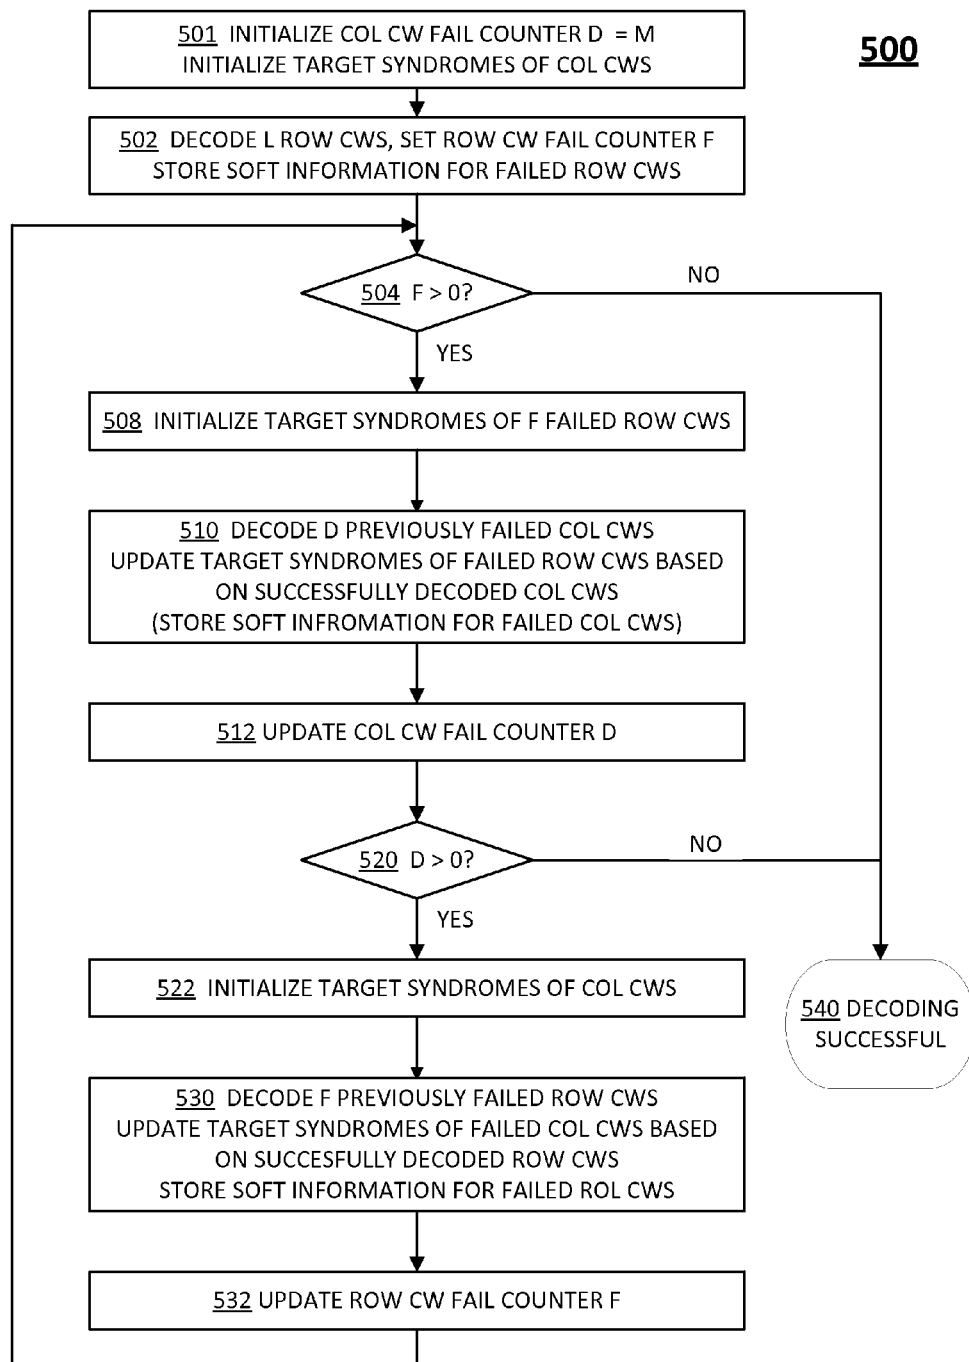 501 INITIALIZE COL CW FAIL COUNTER D = M
INITIALIZE TARGET SYNDROMES OF COL CWS
500
502 DECODE L ROW CWS, SET ROW CW FAIL COUNTER F
STORE SOFT INFORMATION FOR FAILED ROW CWS
504 F > 0?
NO
YES
508 INITIALIZE TARGET SYNDROMES OF F FAILED ROW CWS
510 DECODE D PREVIOUSLY FAILED COL CWS
UPDATE TARGET SYNDROMES OF FAILED ROW CWS BASED
ON SUCCESSFULLY DECODED COL CWS
(STORE SOFT INFROMATION FOR FAILED COL CWS)
512 UPDATE COL CW FAIL COUNTER D
520 D > 0?
NO
YES
522 INITIALIZE TARGET SYNDROMES OF COL CWS
540 DECODING
SUCCESSFUL
530 DECODE F PREVIOUSLY FAILED ROW CWS
UPDATE TARGET SYNDROMES OF FAILED COL CWS BASED
ON SUCCESFULLY DECODED ROW CWS
STORE SOFT INFORMATION FOR FAILED ROL CWS
532 UPDATE ROW CW FAIL COUNTER F